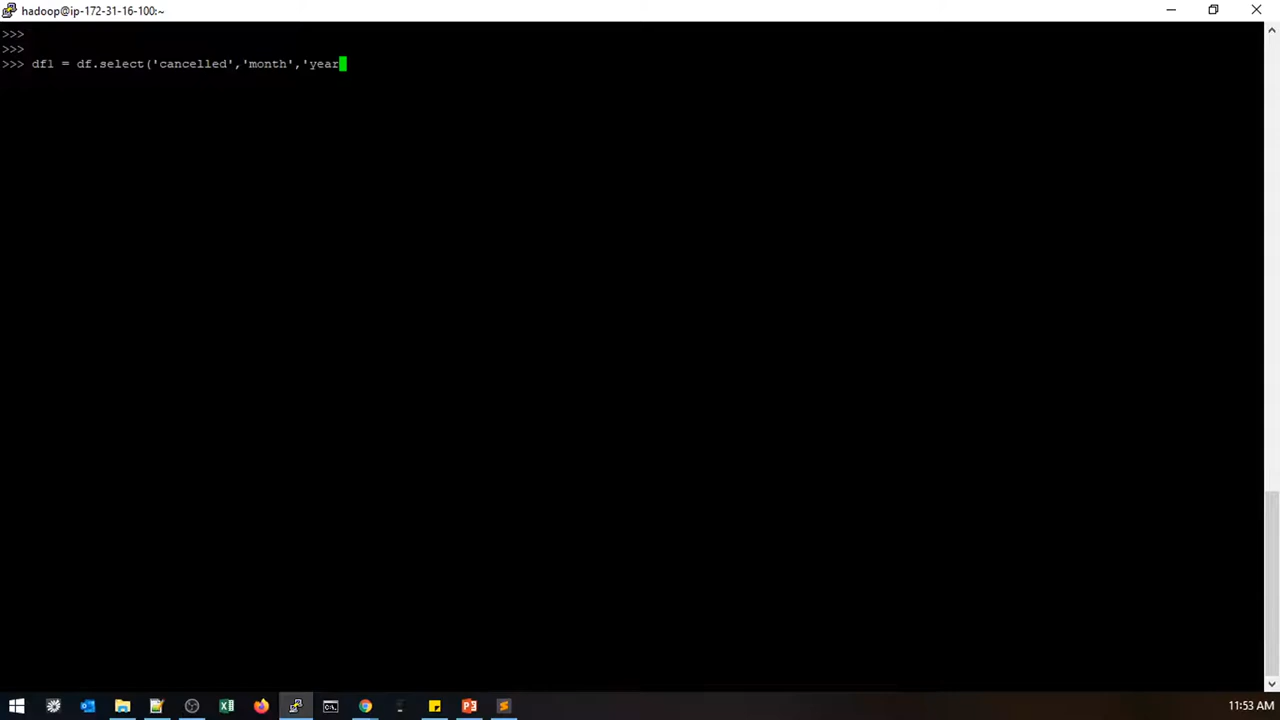 hadoop@ip-172-31-16-100:~
>>>
>>>
>>> df1 = df.select('cancelled','month','year
11:53 AM